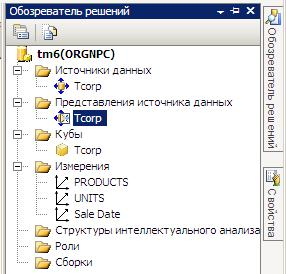 Обозреватель решений
tm6(ORGNPC)
Источники данных
Tcorp
Представления источника данных
Tcorp
Кубы
Tcorp
Измерения
PRODUCTS
UNITS
Sale Date
Структуры интеллектуального анализа
Роли
Сборки
Обозреватель решений
Свойства